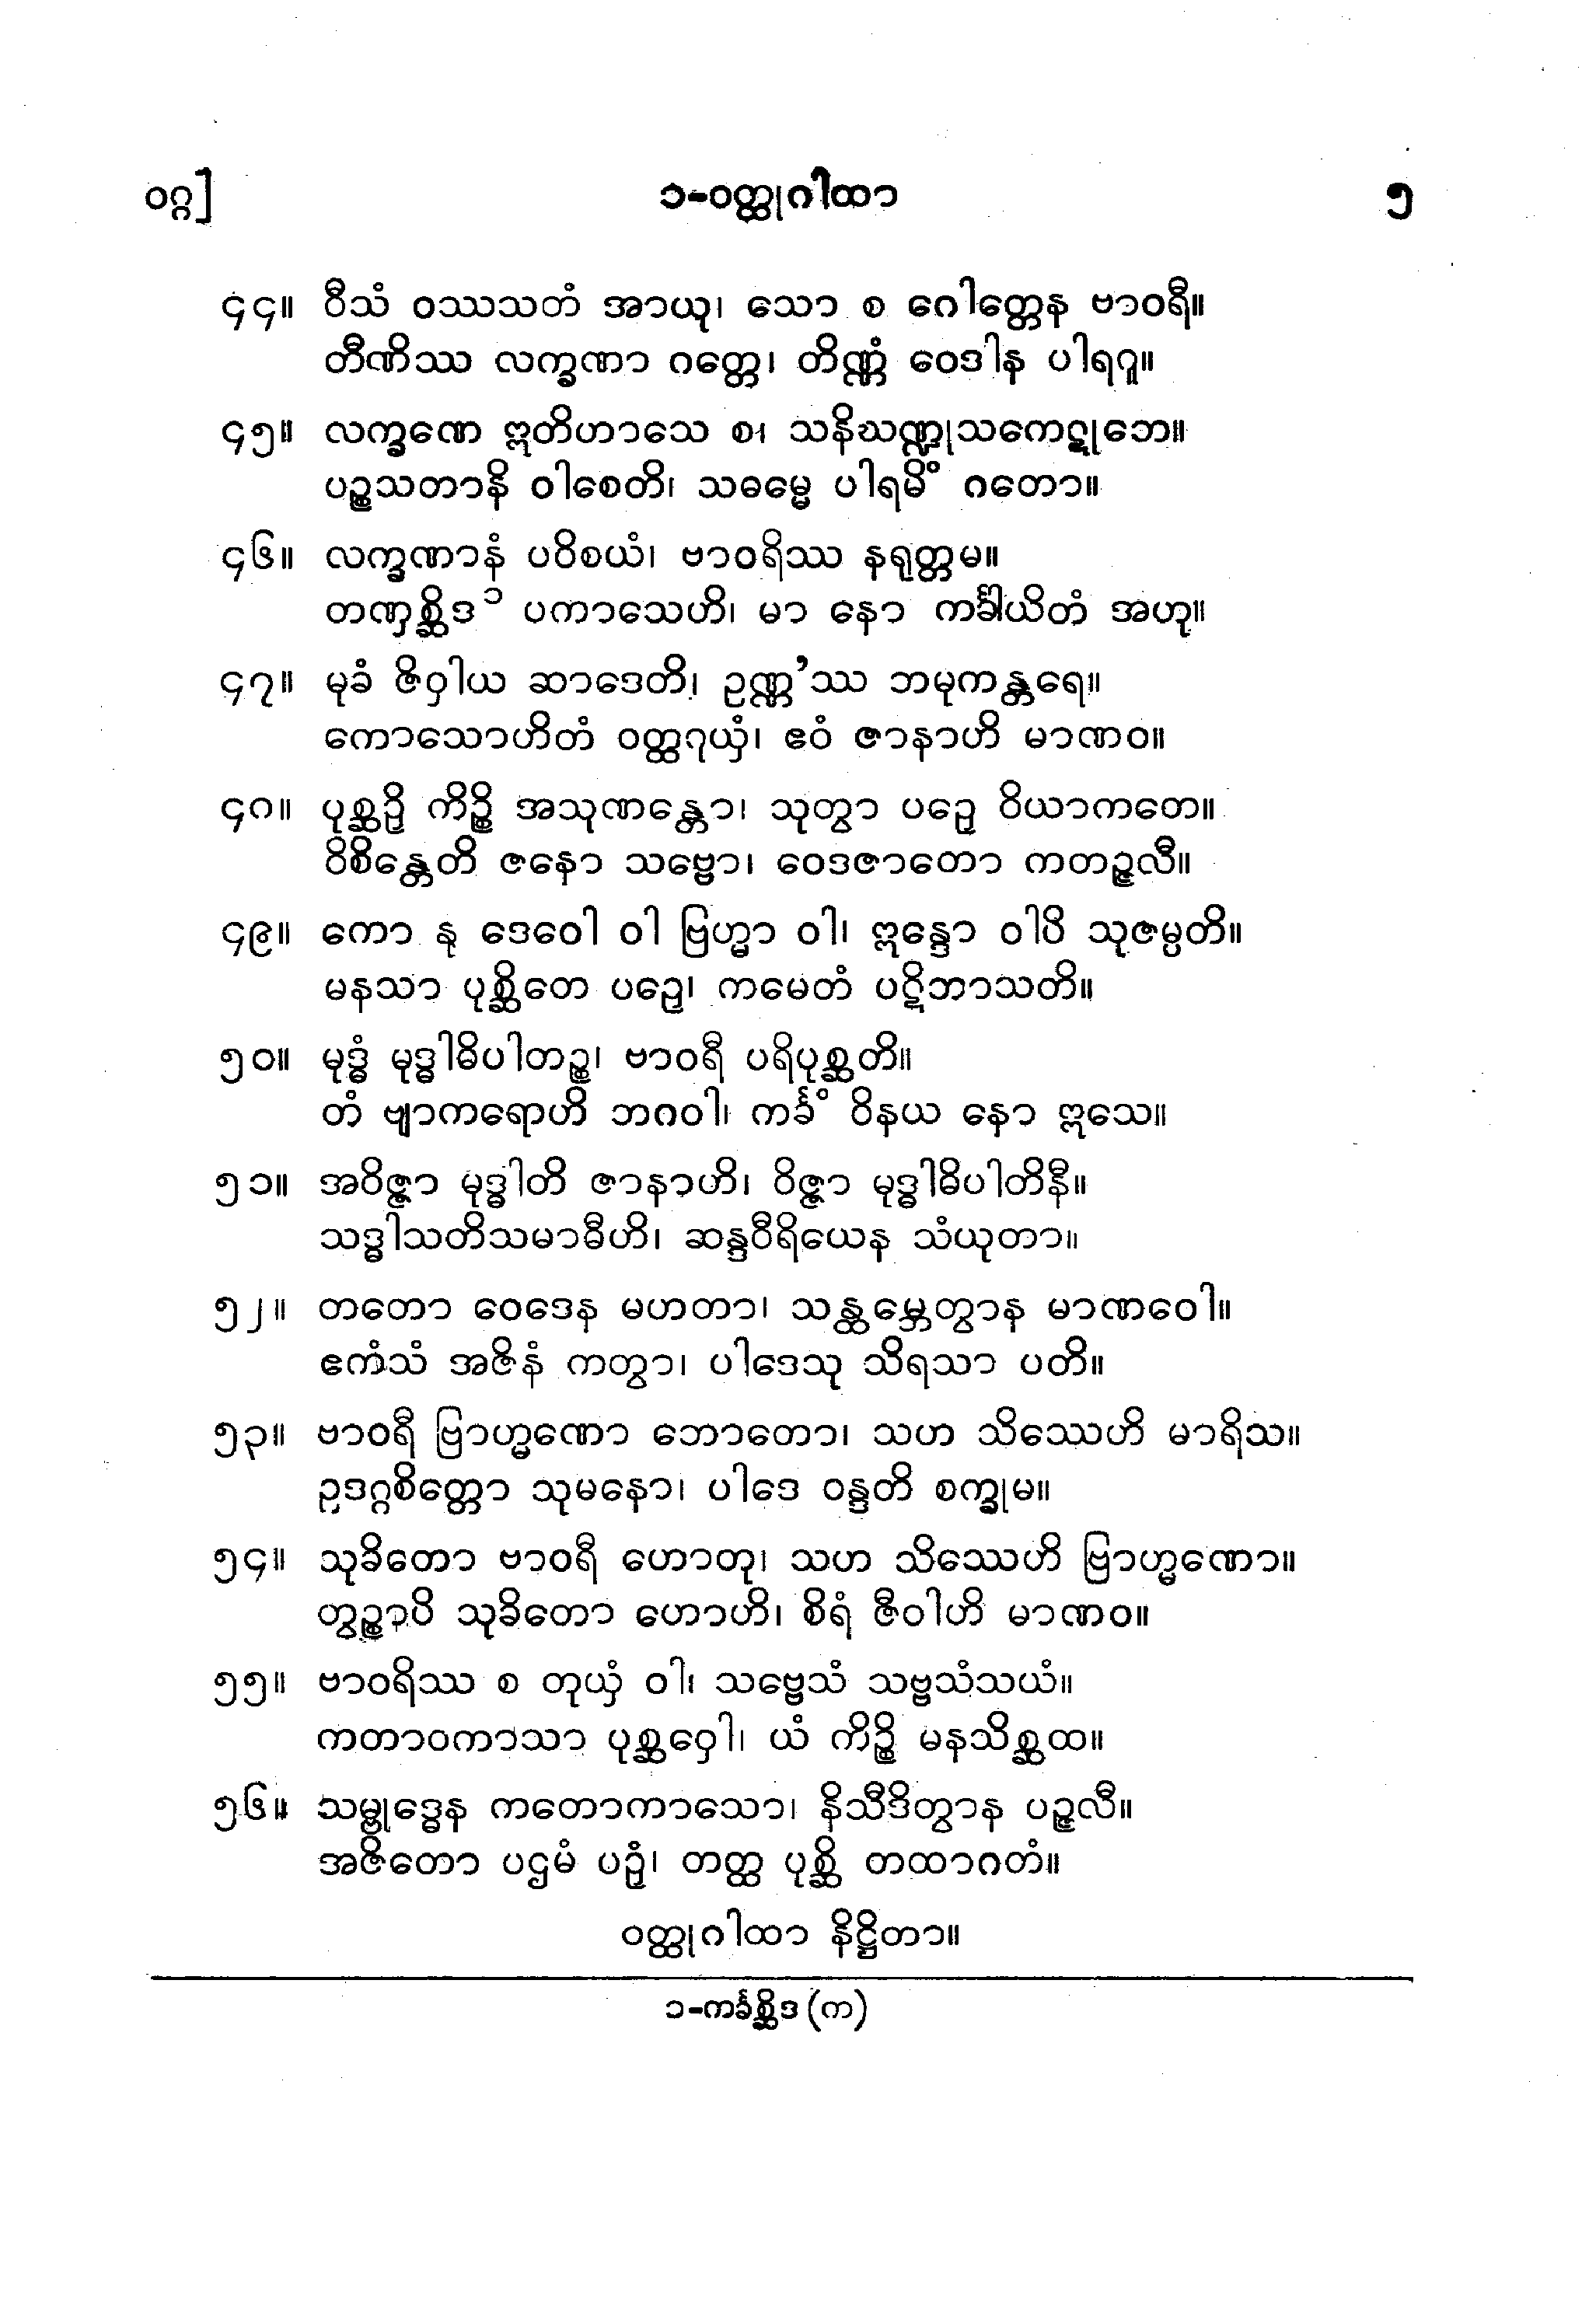 ဝဂ္ဂ] ၁-ဝတ္ထုဂါထာ ၅
၄၄။ ဝီသံ ဝဿသတံ အာယု၊ သော စ ဂေါတ္တေန ဗာဝရီ။
တီဏိဿ လက္ခဏာ ဂတ္တေ၊ တိဏ္ဏံ ဝေဒါန ပါရဂူ။
၄၅။ လက္ခဏေ ဣတိဟာသေ စ၊ သနိဃဏ္ဍုသကေဋုဘေ။
ပဉ္စသတာနိ ဝါစေတိ၊ သဓမ္မေ ပါရမိံ ဂတော။
၄၆။ လက္ခဏာနံ ပဝိစယံ၊ ဗာဝရိဿ နရုတ္တမ။
တဏှစ္ဆိဒ ၁ ပကာသေဟိ၊ မာ နော ကင်္ခါယိတံ အဟု။
၄၇။ မုခံ ဇိဝှါယ ဆာဒေတိ၊ ဥဏ္ဏ’ဿ ဘမုကန္တရေ။
ကောသောဟိတံ ဝတ္ထဂုယှံ၊ ဧဝံ ဇာနာဟိ မာဏဝ။
၄၈။ ပုစ္ဆဉှိ ကိဉ္စိ အသုဏန္တော၊ သုတွာ ပဉှေ ဝိယာကတေ။
ဝိစိန္တေတိ ဇနော သဗ္ဗော၊ ဝေဒဇာတော ကတဉ္ဇလီ။
၄၉။ ကော နု ဒေဝေါ ဝါ ဗြဟ္မာ ဝါ၊ ဣန္ဒော ဝါပိ သုဇမ္ပတိ။
မနသာ ပုစ္ဆိတေ ပဉှေ၊ ကမေတံ ပဋိဘာသတိ။
၅၀။ မုဒ္ဓံ မုဒ္ဓါဓိပါတဉ္စ၊ ဗာဝရီ ပရိပုစ္ဆတိ။
တံ ဗျာကရောဟိ ဘဂဝါ၊ ကင်္ခံ ဝိနယ နော ဣသေ။
၅၁။ အဝိဇ္ဇာ မုဒ္ဓါတိ ဇာနာဟိ၊ ဝိဇ္ဇာ မုဒ္ဓါဓိပါတိနီ။
သဒ္ဓါသတိသမာဓီဟိ၊ ဆန္ဒဝီရိယေန သံယုတာ။
၅၂။ တတော ဝေဒေန မဟတာ၊ သန္ထမ္ဘေတွာန မာဏဝေါ။
ဧကံသံ အဇိနံ ကတွာ၊ ပါဒေသု သိရသာ ပတိ။
၅၃။ ဗာဝရီ ဗြာဟ္မဏော ဘောတော၊ သဟ သိဿေဟိ မာရိသ။
ဥဒဂ္ဂစိတ္တော သုမနော၊ ပါဒေ ဝန္ဒတိ စက္ခုမ။
၅၄။ သုခိတော ဗာဝရီ ဟောတု၊ သဟ သိဿေဟိ ဗြာဟ္မဏော။
တွဉ္စာပိ သုခိတော ဟောဟိ၊ စိရံ ဇီဝါဟိ မာဏဝ။
၅၅။ ဗာဝရိဿ စ တုယှံ ဝါ၊ သဗ္ဗေသံ သဗ္ဗသံသယံ။
ကတာဝကာသာ ပုစ္ဆဝှေါ၊ ယံ ကိဉ္စိ မနသိစ္ဆထ။
၅၆။ သမ္ဗုဒ္ဓေန ကတောကာသော၊ နိသီဒိတွာန ပဉ္ဇလီ။
အဇိတော ပဌမံ ပဉှံ၊ တတ္ထ ပုစ္ဆိ တထာဂတံ။
ဝတ္ထုဂါထာ နိဋ္ဌိတာ။
၁-ကင်္ခစ္ဆိဒ (က)